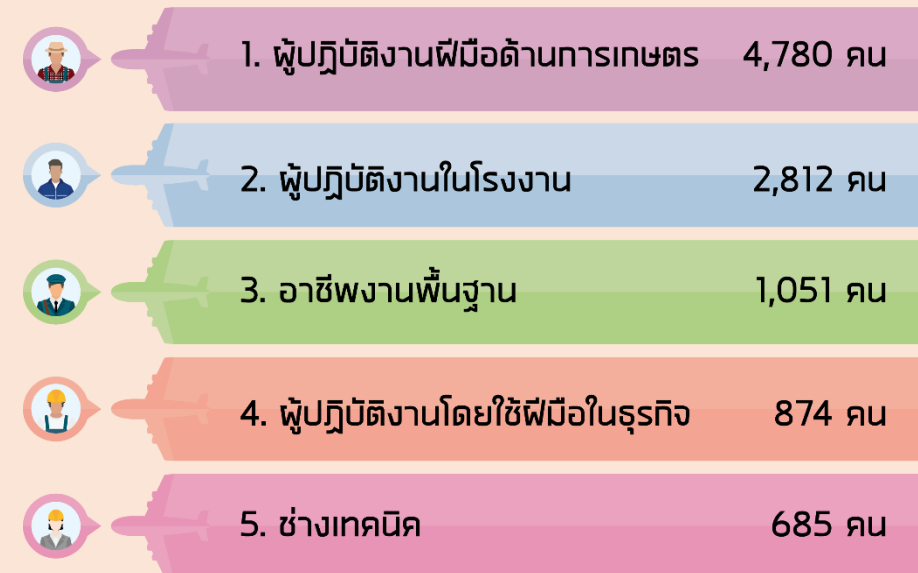 1. ผู้ปฏิบัติงานฝีมือด้านการเกษตร 4,780 คน
2. ผู้ปฏิบัติงานในโรงงาน 2,812 คน
3. อาชีพงานพื้นฐาน 1,051 คน
4. ผู้ปฏิบัติงานโดยใช้ฝีมือในธุรกิจ 874 คน
5. ช่างเทคนิค 685 คน